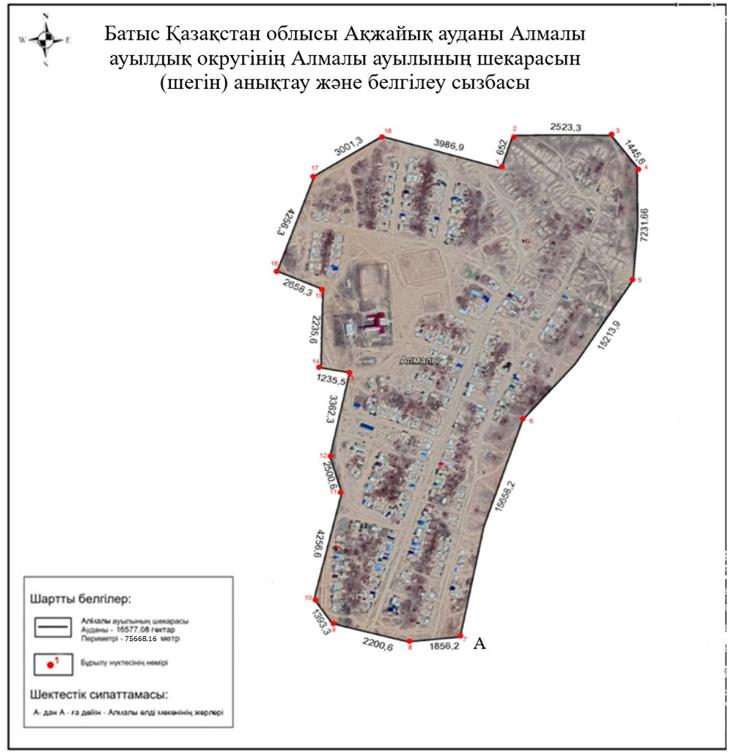 N
W E
S
Батыс Қазақстан облысы Ақжайық ауданы Алмалы
ауылдық округінің Алмалы ауылының шекарасын
(шегін) анықтау және белгілеу сызбасы
18
3001,3
3986,9
652
2
2523,3
3
1445,6
4
1
17
7231.66
4256,3
16
2658,3
15
5
2235,6
15213,9
14
1235,5
Алмалы
3362,3
6
12
2500,6
11
15658,2
4256,6
10
1393,3
9
2200,6
8
1856,2
7
А
Шартты белгілер:
Алмалы ауылының шекарасы
Ауданы - 16577,08 гектар
Периметрі - 75668,16 метр
1
Бұрылу нүктесінің нөмірі
Шектестік сипаттамасы:
А- дан А - ға дейін - Алмалы елді мекенінің жерлері